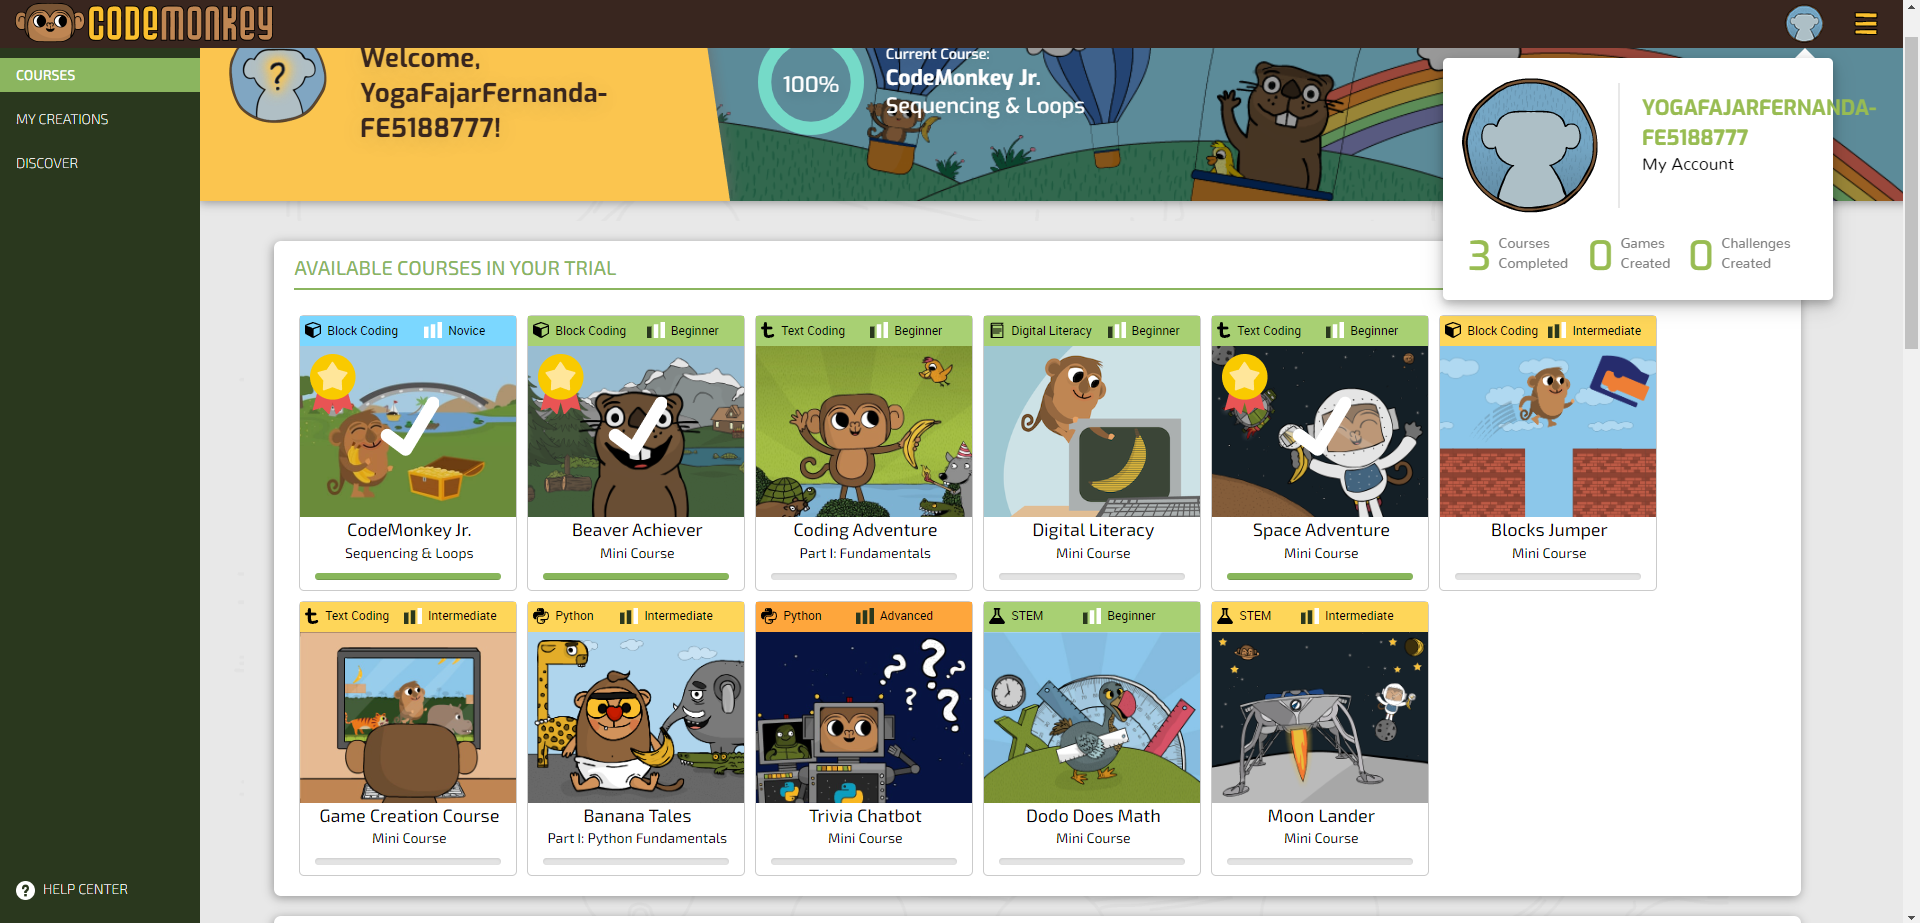 CODEMONKEY
COURSES
MY CREATIONS
DISCOVER
HELP CENTER
Welcome,
YogaFajarFernanda-
FE5188777!
100%
Current Course:
CodeMonkey Jr.
Sequencing & Loops
YOGAFAJARFERNANDA-
FE5188777
My Account
3 Courses Completed
0 Games Created
0 Challenges Created
AVAILABLE COURSES IN YOUR TRIAL
Block Coding Novice
CodeMonkey Jr.
Sequencing & Loops
Block Coding Beginner
Beaver Achiever
Mini Course
Text Coding Beginner
Coding Adventure
Part I: Fundamentals
Digital Literacy Beginner
Digital Literacy
Mini Course
Text Coding Beginner
Space Adventure
Mini Course
Block Coding Intermediate
Blocks Jumper
Mini Course
Text Coding Intermediate
Game Creation Course
Mini Course
Python Intermediate
Banana Tales
Part I: Python Fundamentals
Python Advanced
Trivia Chatbot
Mini Course
STEM Beginner
Dodo Does Math
Mini Course
STEM Intermediate
Moon Lander
Mini Course